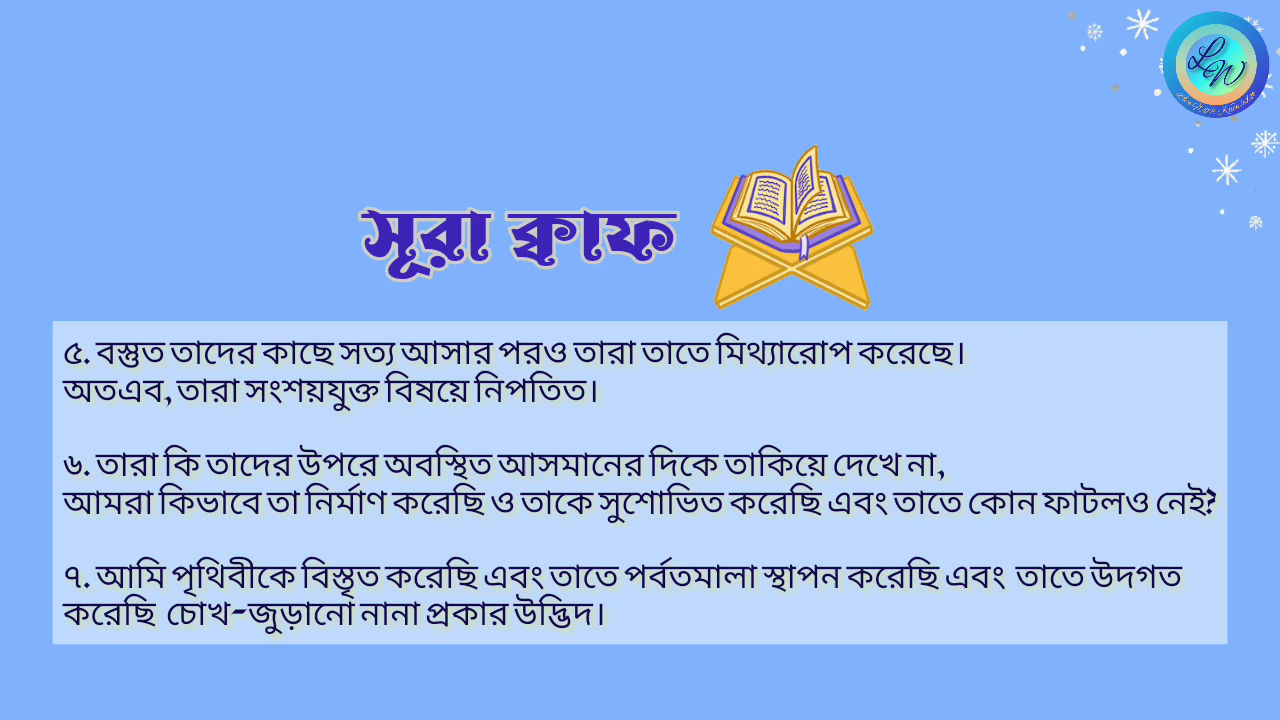 LW
সূরা ক্বাফ
৫. বস্তুত তাদের কাছে সত্য আসার পরও তারা তাতে মিথ্যারোপ করেছে।
অতএব, তারা সংশয়যুক্ত বিষয়ে নিপতিত।
৬. তারা কি তাদের উপরে অবস্থিত আসমানের দিকে তাকিয়ে দেখে না,
আমরা কিভাবে তা নির্মাণ করেছি ও তাকে সুশোভিত করেছি এবং তাতে কোন ফাটলও নেই?
৭. আমি পৃথিবীকে বিস্তৃত করেছি এবং তাতে পর্বতমালা স্থাপন করেছি এবং তাতে উদগত
করেছি চোখ-জুড়ানো নানা প্রকার উদ্ভিদ।